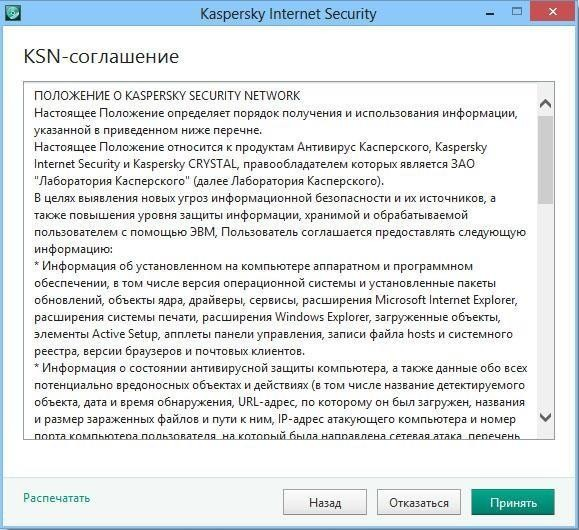 Kaspersky Internet Security
KSN-соглашение
ПОЛОЖЕНИЕ О KASPERSKY SECURITY NETWORK
Настоящее Положение определяет порядок получения и использования информации,
указанной в приведенном ниже перечне.
Настоящее Положение относится к продуктам Антивирус Касперского, Kaspersky
Internet Security и Kaspersky CRYSTAL, правообладателем которых является ЗАО
"Лаборатория Касперского" (далее Лаборатория Касперского).
В целях выявления новых угроз информационной безопасности и их источников, а
также повышения уровня защиты информации, хранимой и обрабатываемой
пользователем с помощью ЭВМ, Пользователь соглашается предоставлять следующую
информацию:
* Информация об установленном на компьютере аппаратном и программном
обеспечении, в том числе версия операционной системы и установленные пакеты
обновлений, объекты ядра, драйверы, сервисы, расширения Microsoft Internet Explorer,
расширения системы печати, расширения Windows Explorer, загруженные объекты,
элементы Active Setup, апплеты панели управления, записи файла hosts и системного
реестра, версии браузеров и почтовых клиентов.
* Информация о состоянии антивирусной защиты компьютера, а также данные обо всех
потенциально вредоносных объектах и действиях (в том числе название детектируемого
объекта, дата и время обнаружения, URL-адрес, по которому он был загружен, названия
и размер зараженных файлов и пути к ним, IP-адрес атакующего компьютера и номер
порта компьютера пользователя, на который была направлена сетевая атака, перечень
Распечатать
Назад
Отказаться
Принять